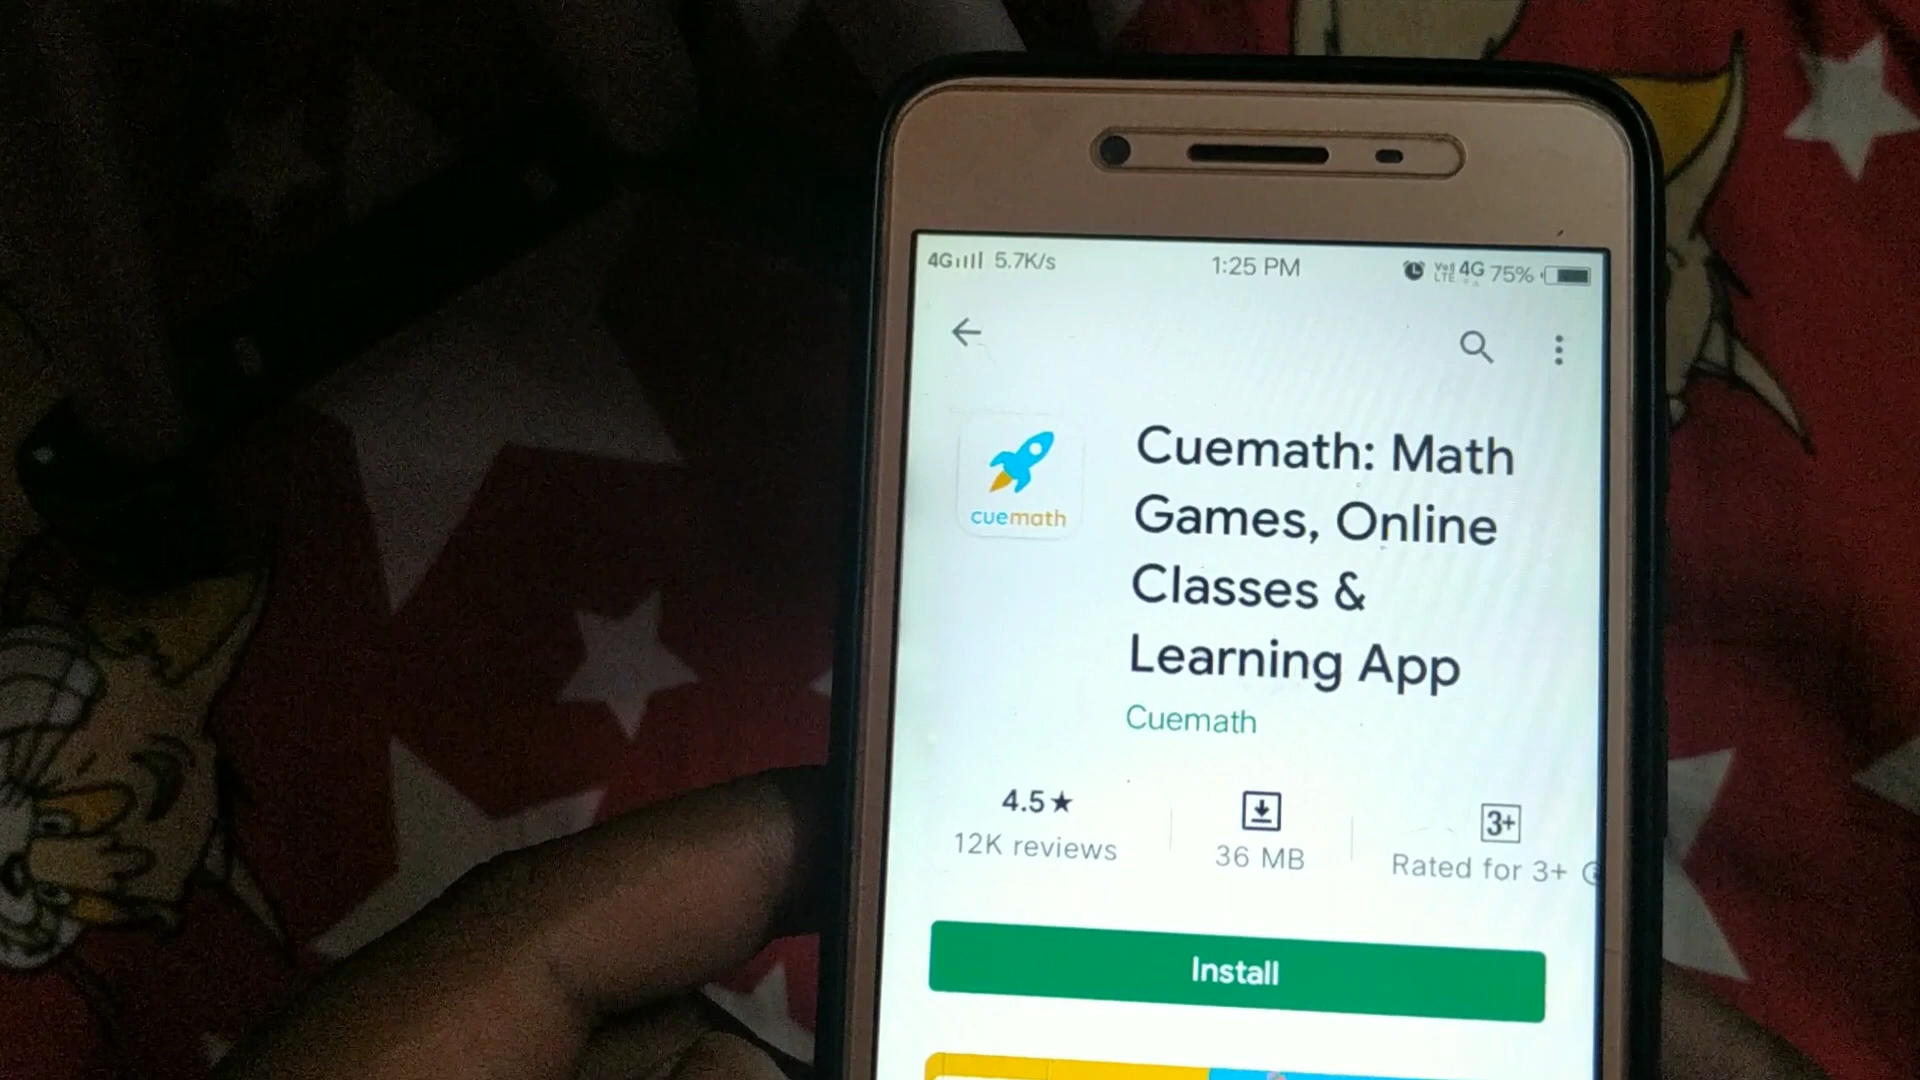 4G 5.7K/s 1:25 PM 4G 75%
cuemath
Cuemath: Math
Games, Online
Classes &
Learning App
Cuemath
4.5★ 3+
12K reviews 36 MB Rated for 3+
Install